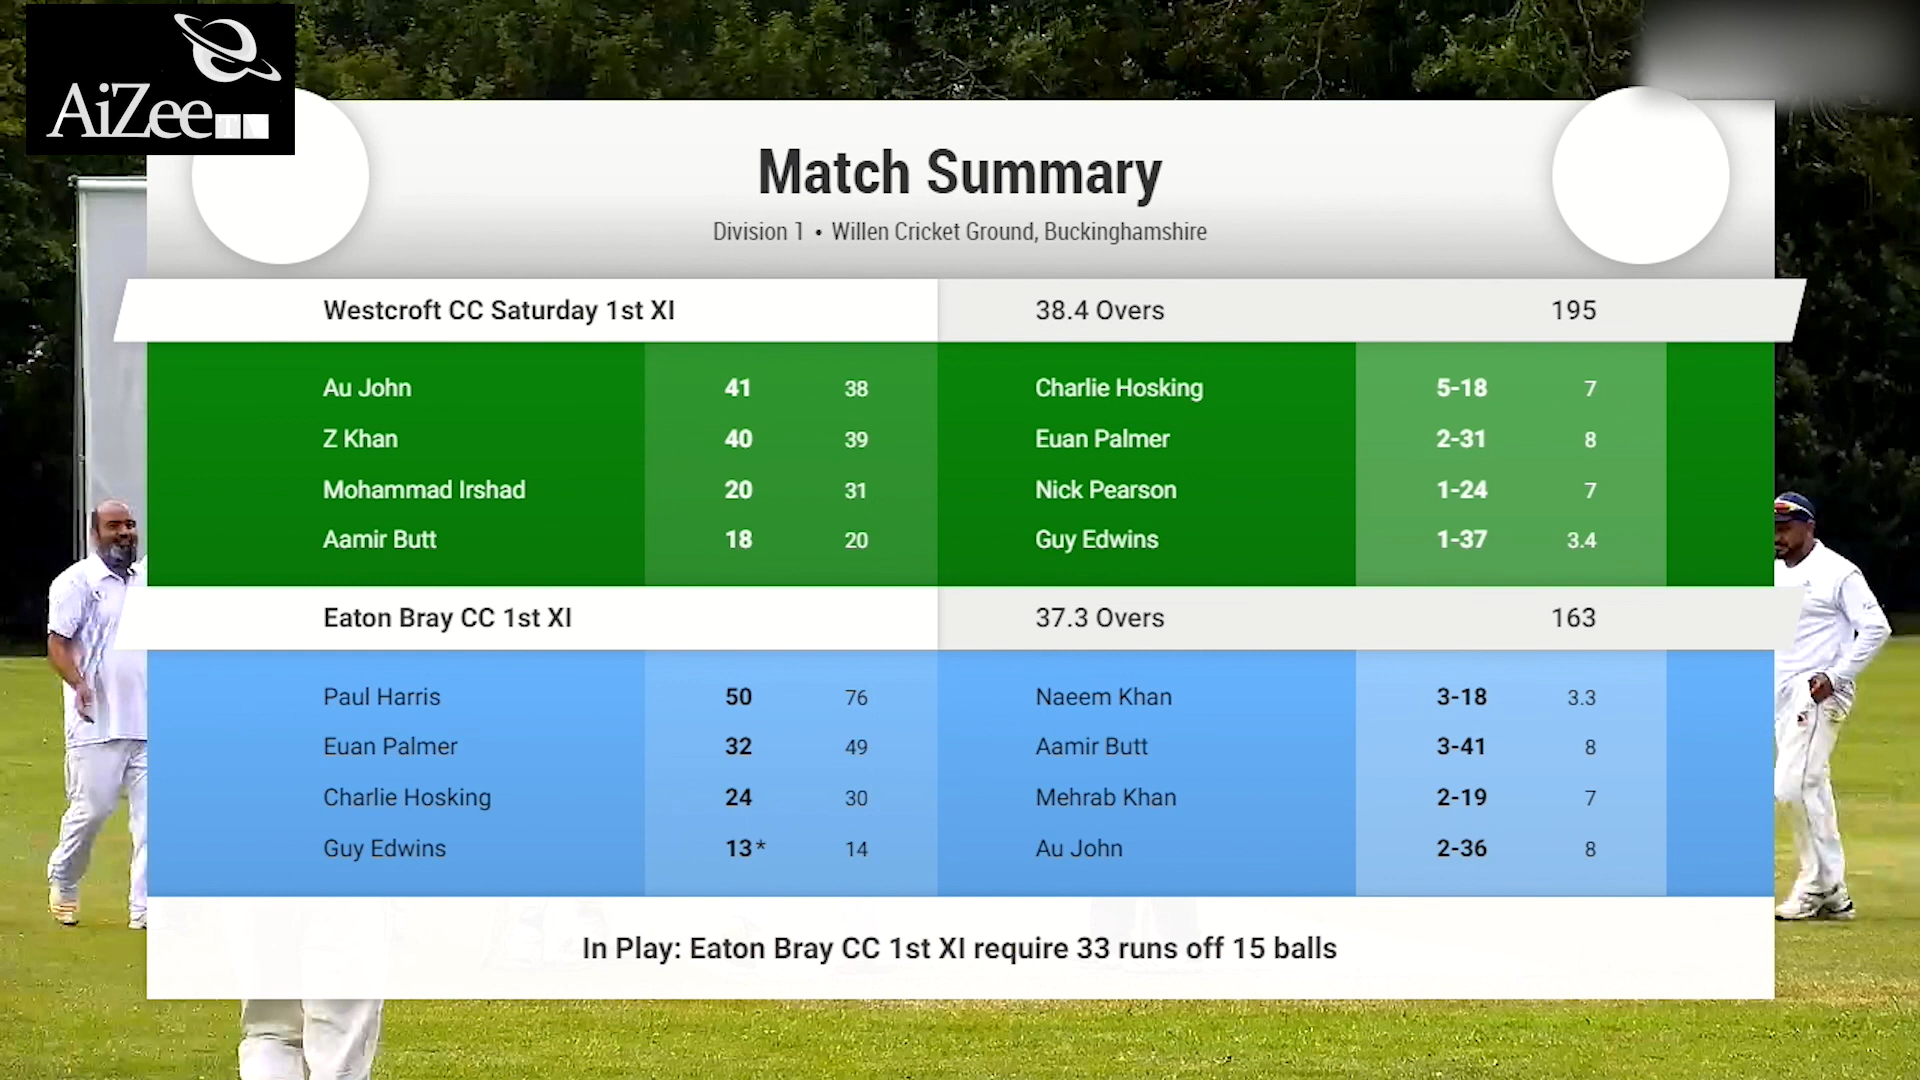 AiZee TV
Match Summary
Division 1 • Willen Cricket Ground, Buckinghamshire
Westcroft CC Saturday 1st XI 38.4 Overs 195
Au John 41 38 Charlie Hosking 5-18 7
Z Khan 40 39 Euan Palmer 2-31 8
Mohammad Irshad 20 31 Nick Pearson 1-24 7
Aamir Butt 18 20 Guy Edwins 1-37 3.4
Eaton Bray CC 1st XI 37.3 Overs 163
Paul Harris 50 76 Naeem Khan 3-18 3.3
Euan Palmer 32 49 Aamir Butt 3-41 8
Charlie Hosking 24 30 Mehrab Khan 2-19 7
Guy Edwins 13* 14 Au John 2-36 8
In Play: Eaton Bray CC 1st XI require 33 runs off 15 balls